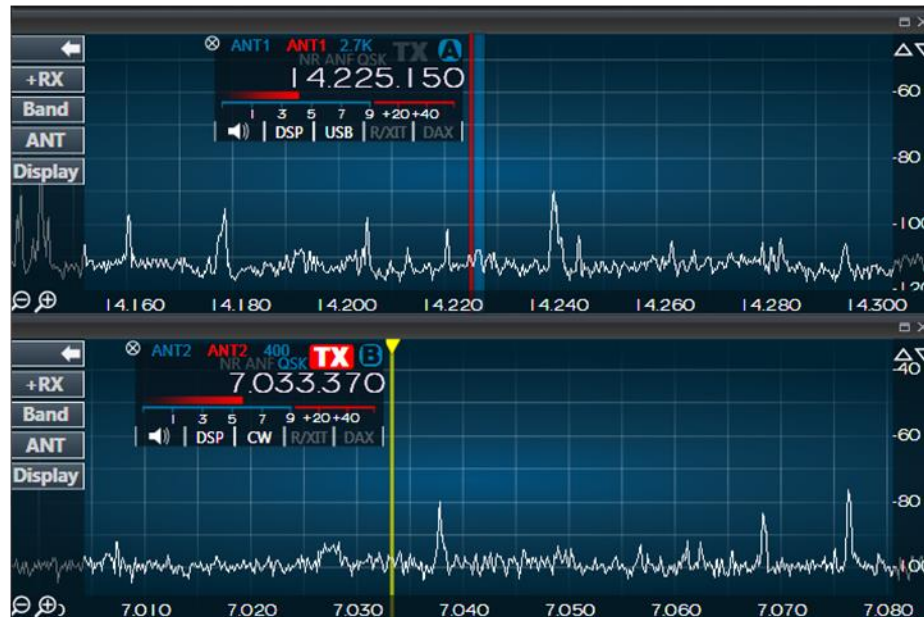 ANT1 ANT1 2.7K TX A
NR ANF QSK
+RX
14.225.150
Band
1 3 5 7 9 +20 +40
ANT
DSP USB R/XIT DAX
Display
-60
-80
-100
-120
14.160 14.180 14.200 14.220 14.240 14.260 14.280 14.300
ANT2 ANT2 400 TX B
NR ANF QSK
+RX
7.033.370
Band
1 3 5 7 9 +20 +40
ANT
DSP CW R/XIT DAX
Display
-40
-60
-80
-100
7.010 7.020 7.030 7.040 7.050 7.060 7.070 7.080